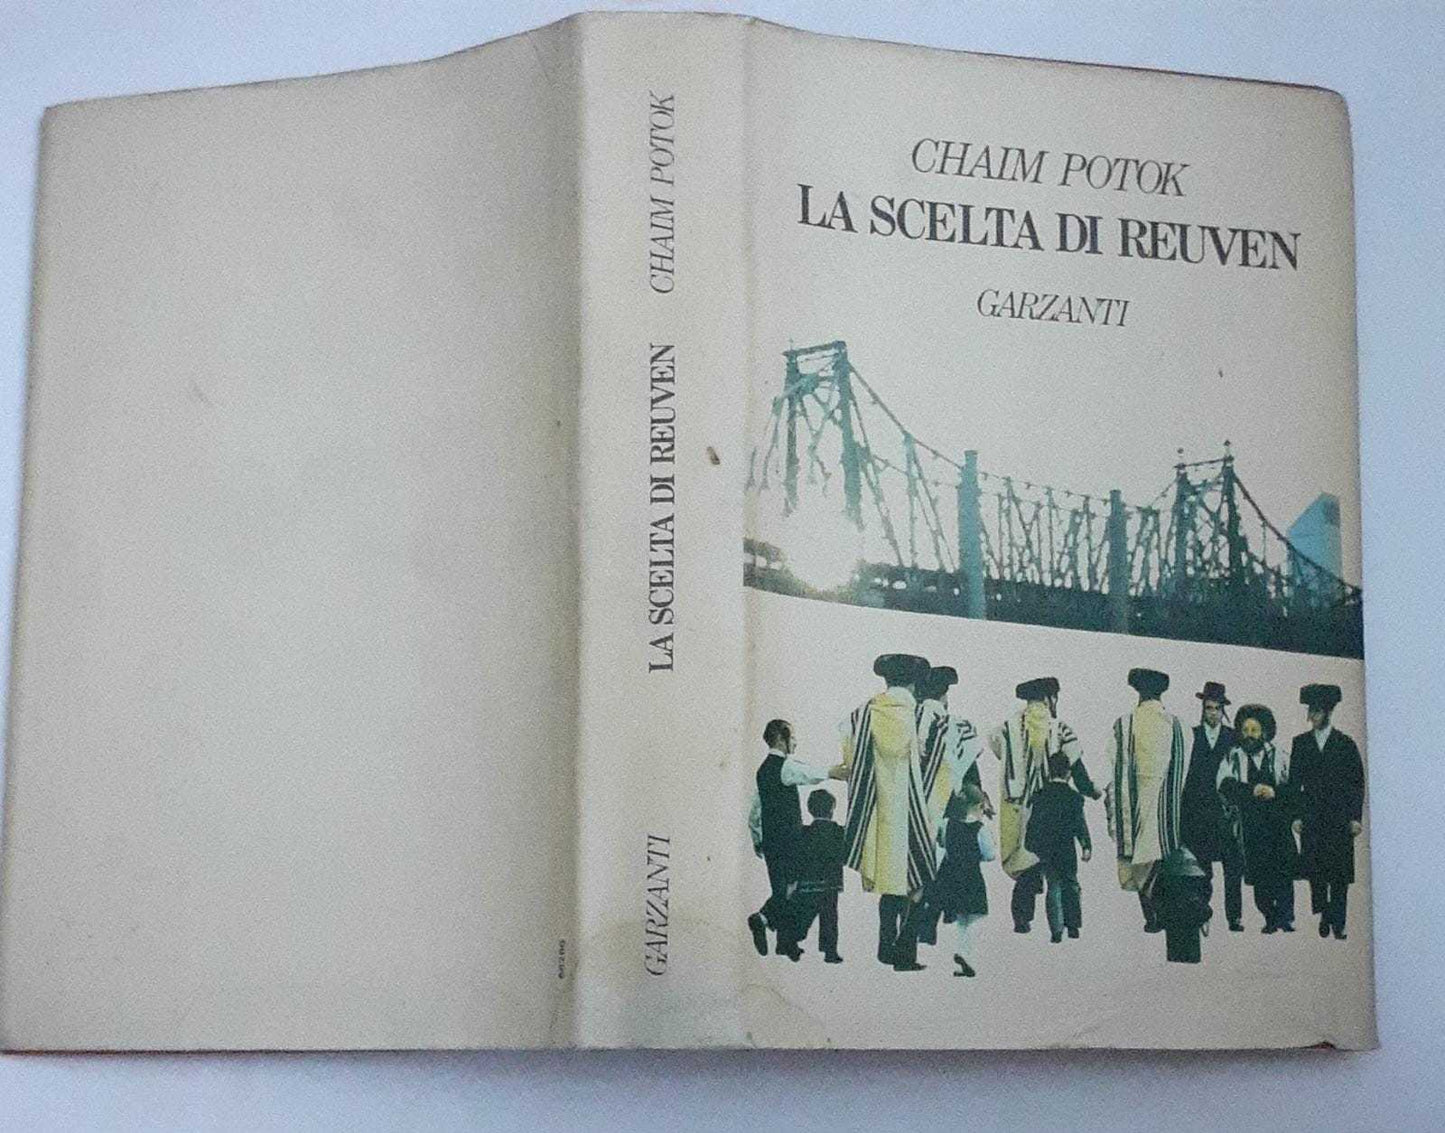 CHAIM POTOK
LA SCELTA DI REUVEN
GARZANTI
CHAIM POTOK
LA SCELTA DI REUVEN
GARZANTI